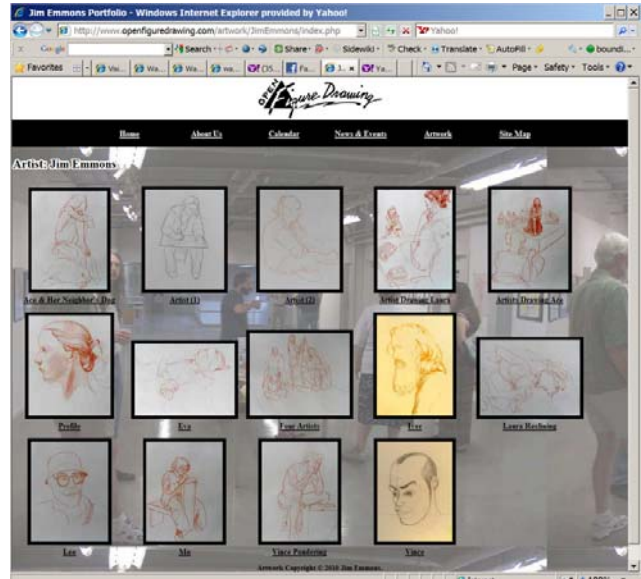 Jim Emmons Portfolio - Windows Internet Explorer provided by Yahoo!
http://www.openfiguredrawing.com/artwork/JimEmmons/index.php
Yahoo!
Google
Search
Share
Sidewiki
Check
Translate
AutoFill
boundi...
Favorites
Page
Safety
Tools
OPEN
Figure Drawing
Home
About Us
Calendar
News & Events
Artwork
Site Map
Artist: Jim Emmons
Ace & Her Neighbor's Dog
Artist (1)
Artist (2)
Artist Drawing Laura
Artists Drawing Ace
Profile
Eva
Four Artists
Laura Reclining
Mo
Vince Pondering
Vince
Artwork Copyright © 2010 Jim Emmons.